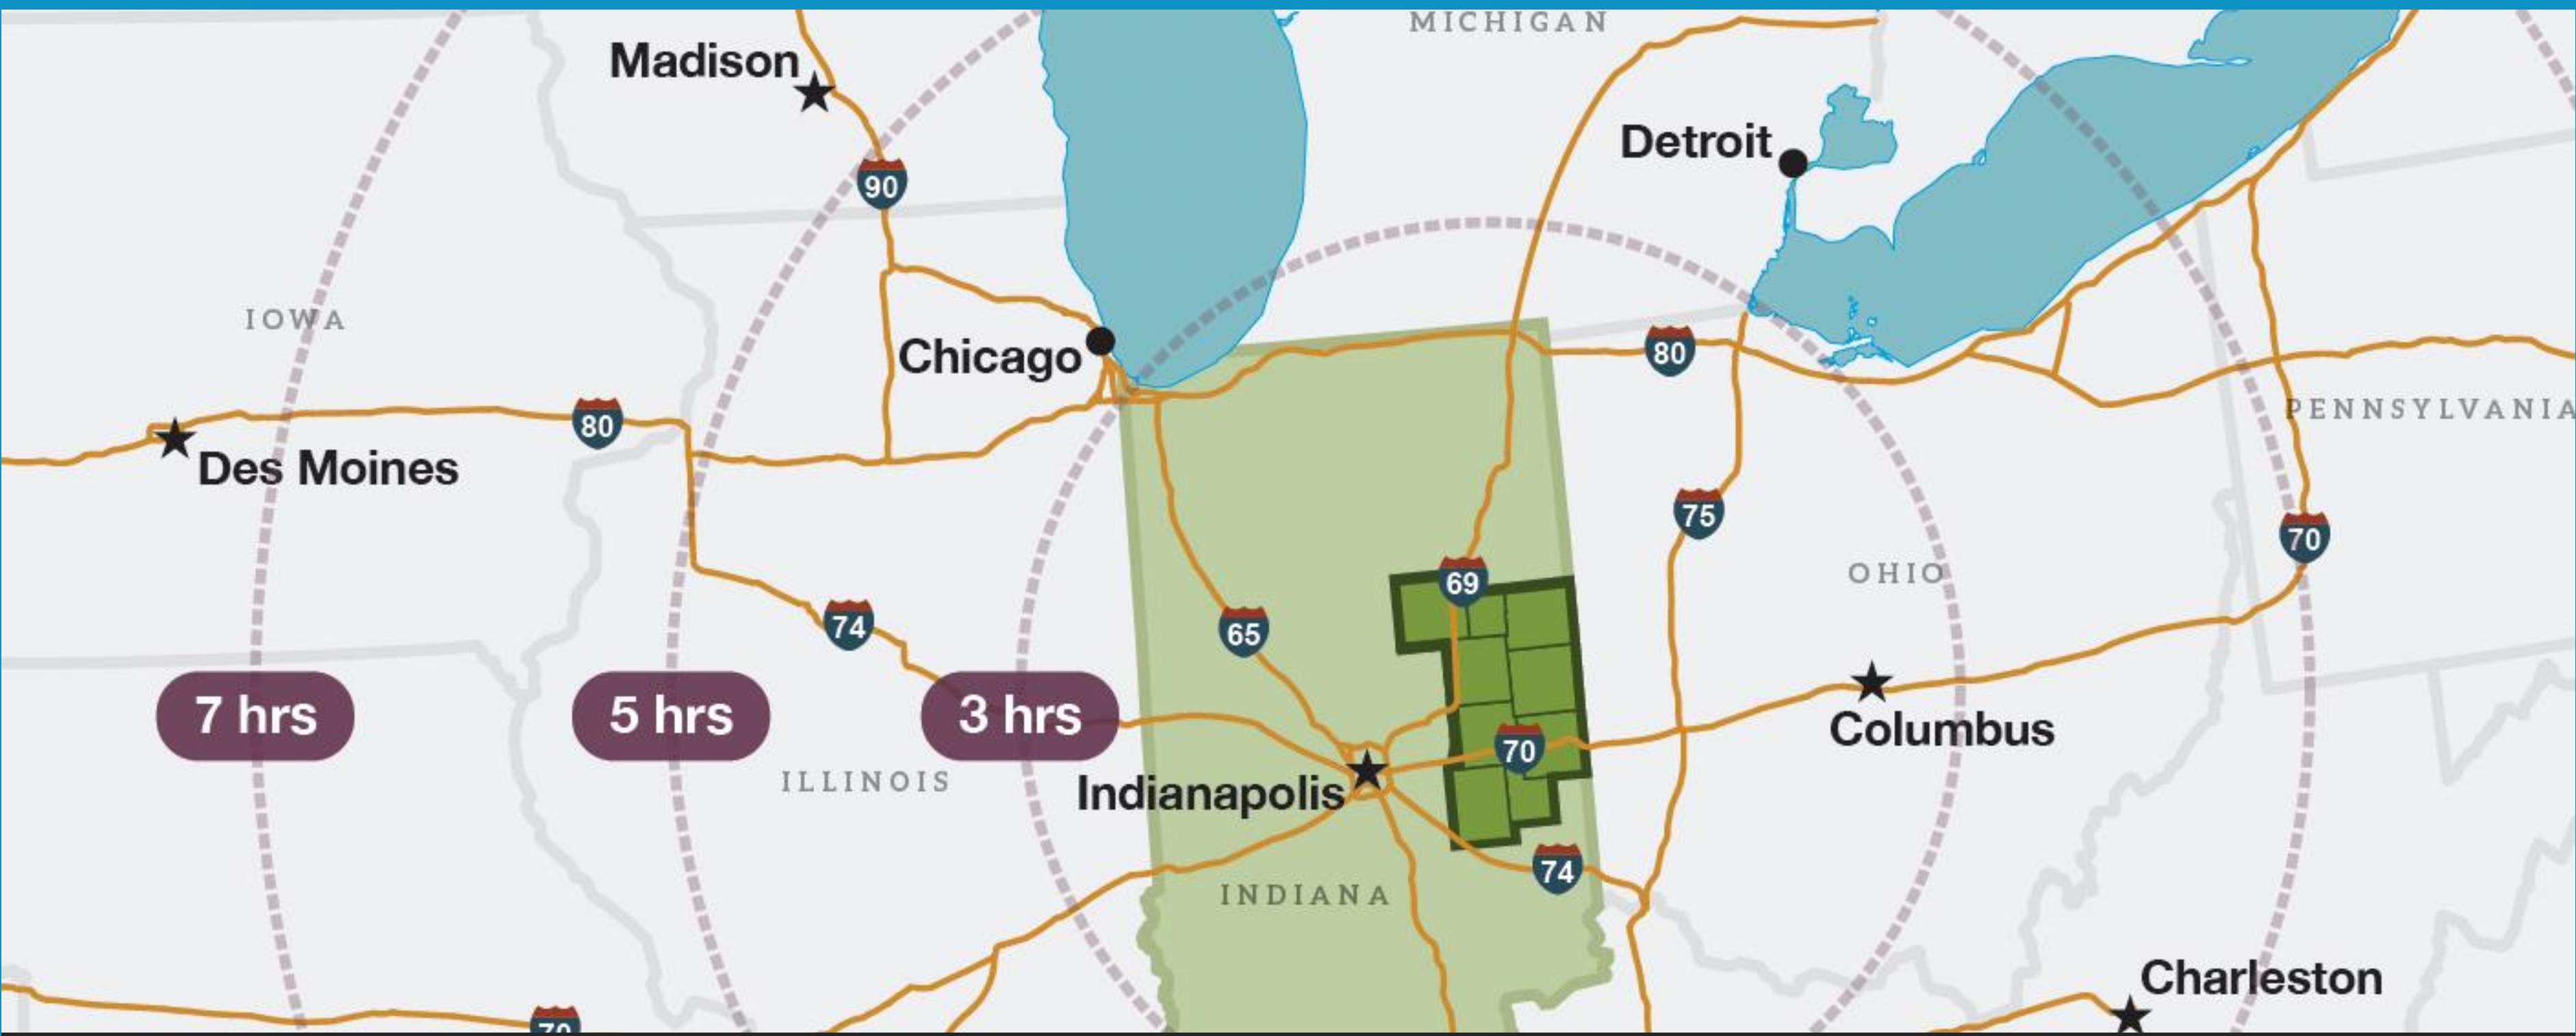 MICHIGAN
Madison
Detroit
90
IOWA
Chicago
80
80
PENNSYLVANIA
Des Moines
75
70
OHIO
69
74
65
7 hrs
5 hrs
3 hrs
Columbus
70
ILLINOIS
Indianapolis
74
INDIANA
Charleston
70